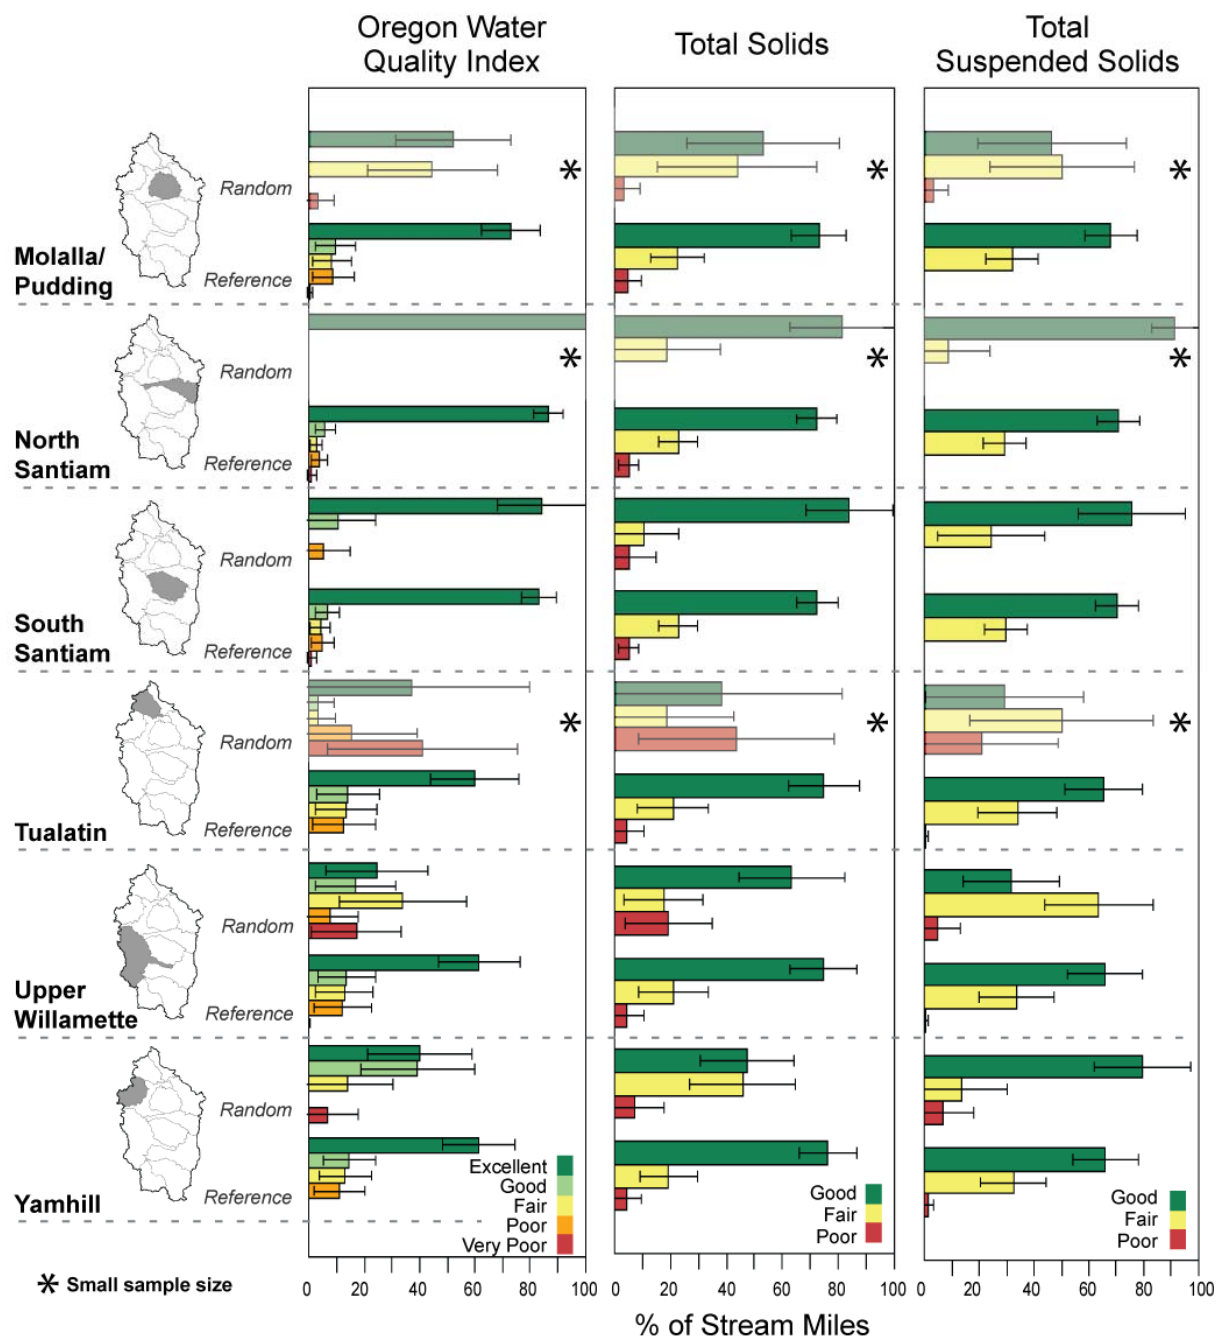 Oregon Water
Quality Index
Total Solids
Total
Suspended Solids
Random
Molalla/
Pudding
Reference
*
*
*
Random
North
Santiam
Reference
*
*
*
Random
South
Santiam
Reference
Random
Tualatin
Reference
*
*
*
Random
Upper
Willamette
Reference
Random
Yamhill
Reference
Excellent
Good
Fair
Poor
Very Poor
Good
Fair
Poor
Good
Fair
Poor
* Small sample size
0 20 40 60 80 100
0 20 40 60 80 100
20 40 60 80 100
% of Stream Miles